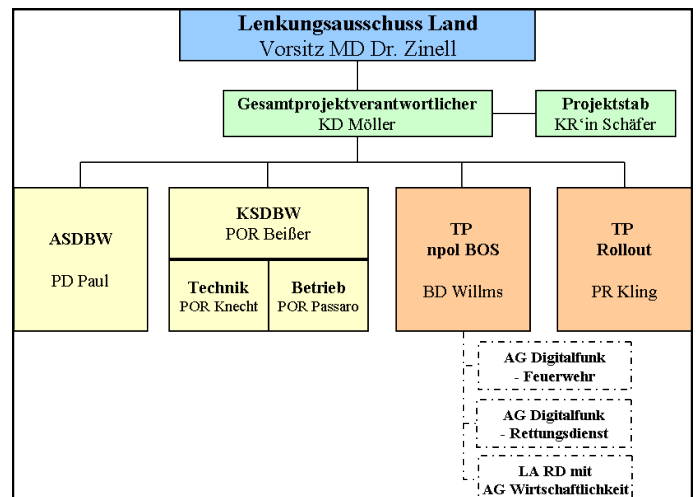 Lenkungsausschuss Land
Vorsitz MD Dr. Zinell
Gesamtprojektverantwortlicher
KD Möller
Projektstab
KR‘in Schäfer
ASDBW
PD Paul
KSDBW
POR Beißer
Technik
POR Knecht
Betrieb
POR Passaro
TP
npol BOS
BD Willms
TP
Rollout
PR Kling
AG Digitalfunk
- Feuerwehr
AG Digitalfunk
- Rettungsdienst
LA RD mit
AG Wirtschaftlichkeit